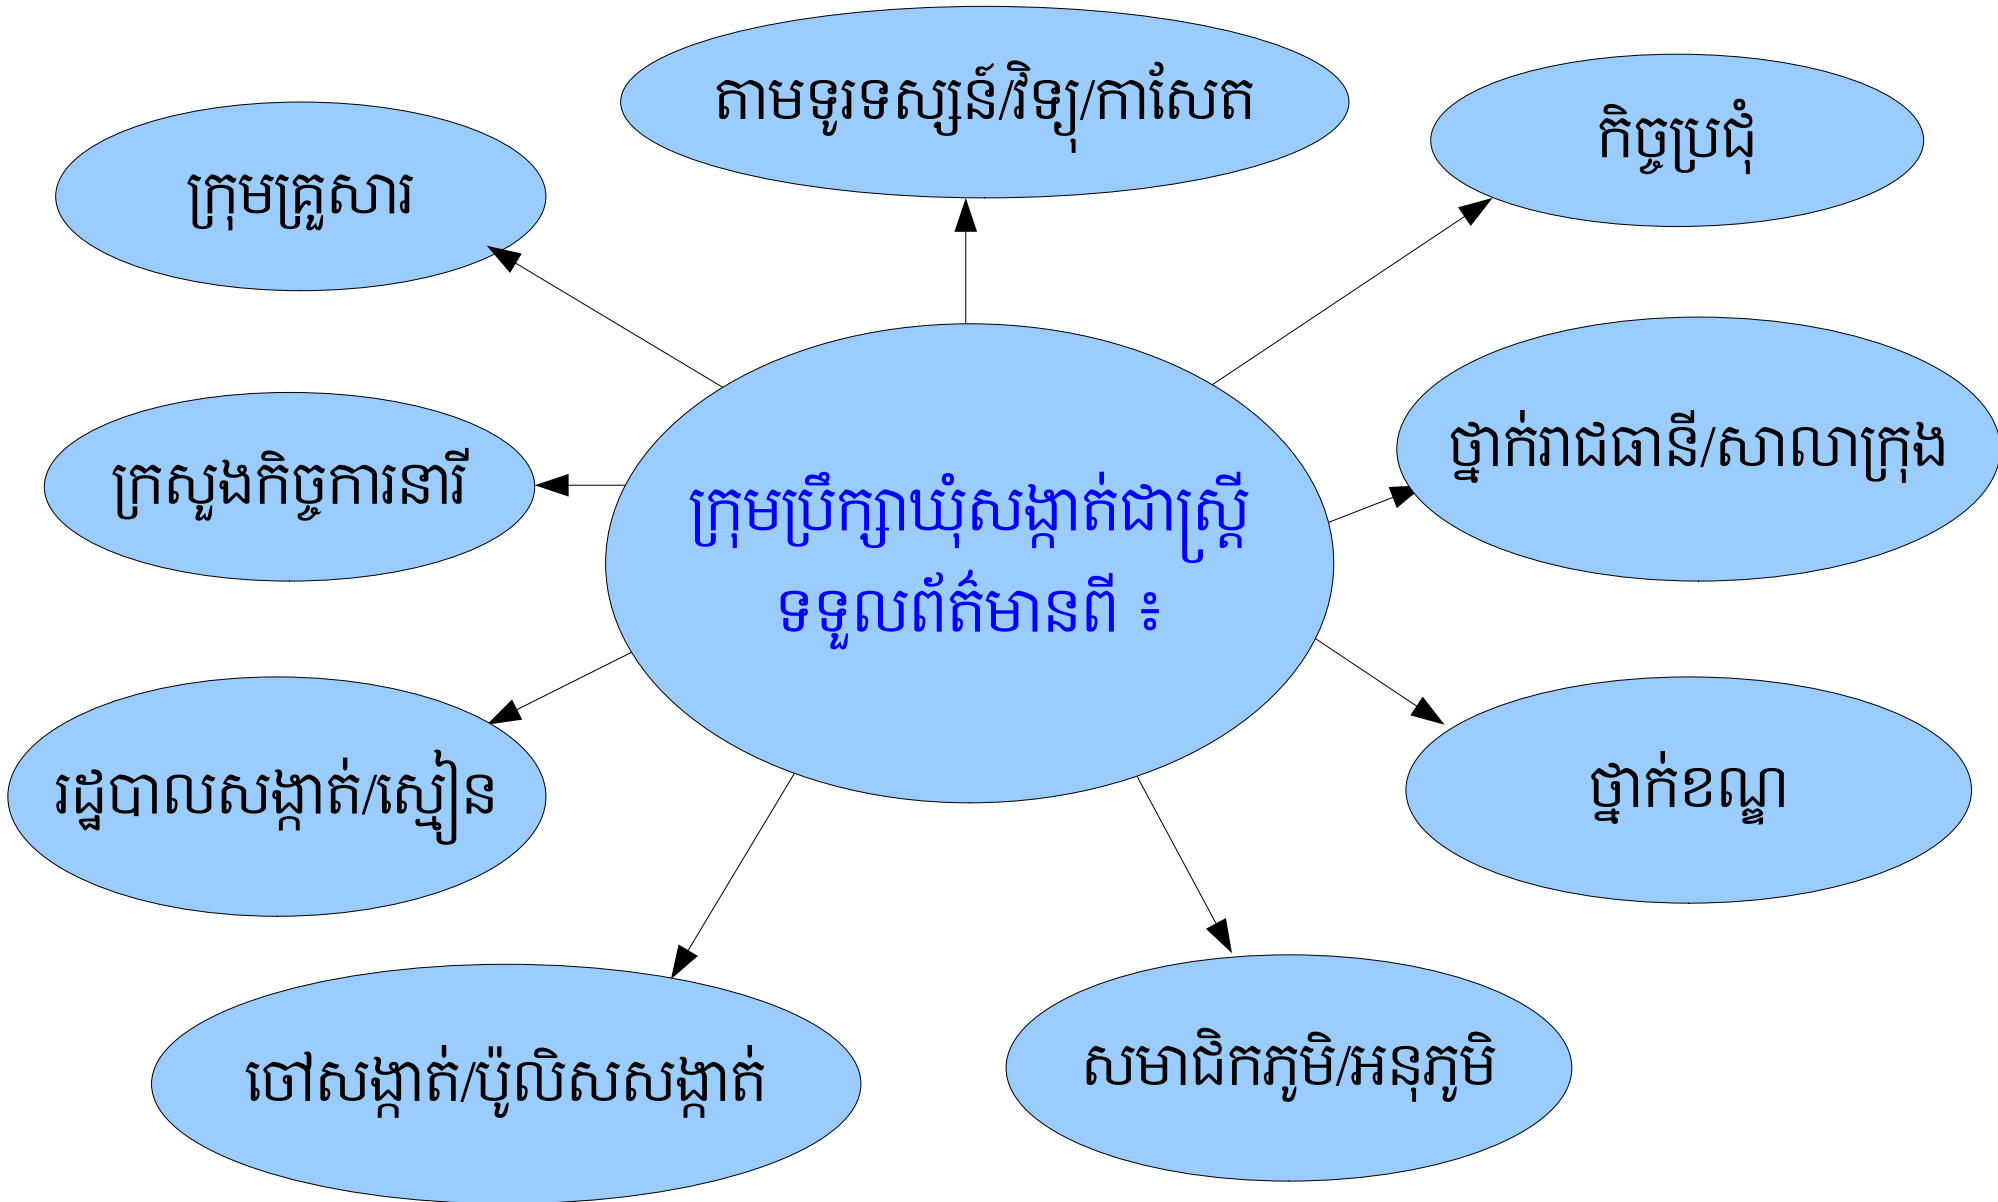 តាមទូរទស្សន៍/វិទ្យុ/កាសែត
កិច្ចប្រជុំ
ក្រុមគ្រួសារ
ថ្នាក់រាជធានី/សាលាក្រុង
ក្រសួងកិច្ចការនារី
ក្រុមប្រឹក្សាឃុំសង្កាត់ជាស្ត្រី
ទទួលព័ត៌មានពី ៖
រដ្ឋបាលសង្កាត់/ស្មៀន
ថ្នាក់ខណ្ឌ
ចៅសង្កាត់/ប៉ូលិសសង្កាត់
សមាជិកភូមិ/អនុភូមិ